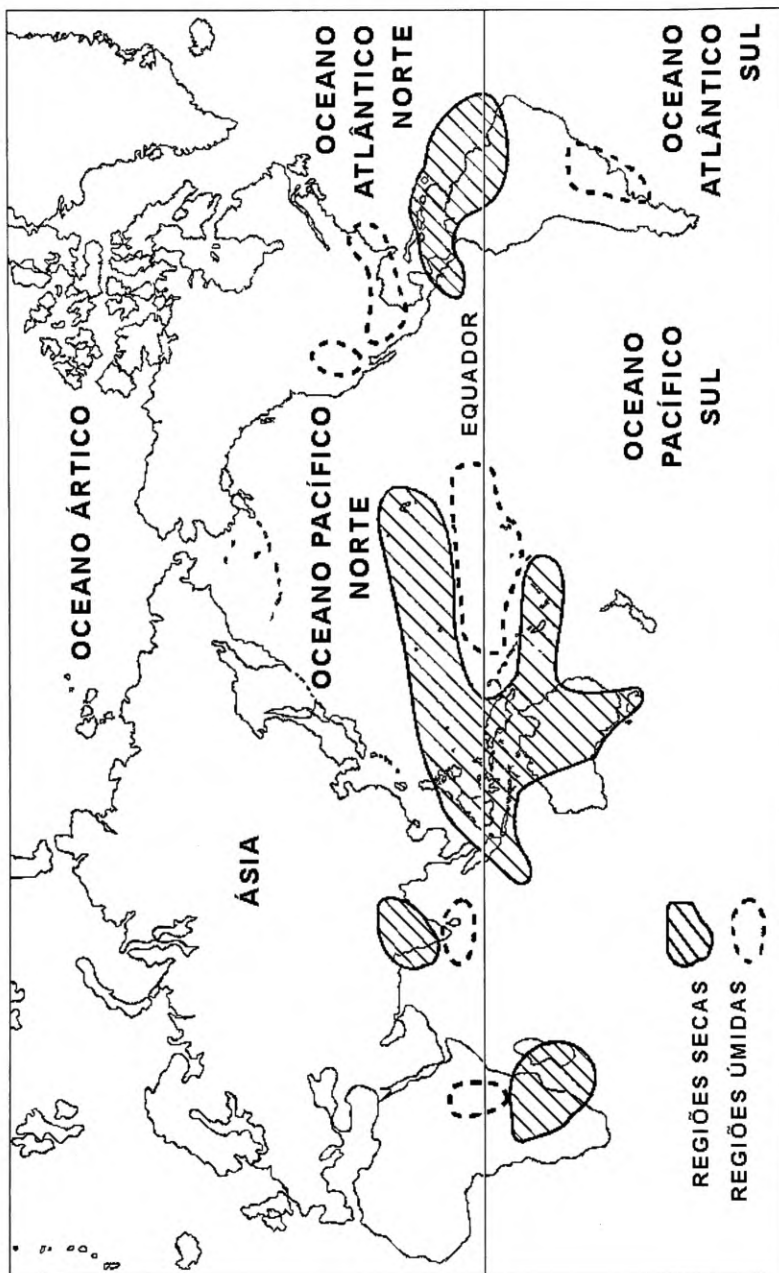 OCEANO ÁRTICO
ÁSIA
OCEANO PACÍFICO
NORTE
OCEANO
ATLÂNTICO
NORTE
EQUADOR
OCEANO
PACÍFICO
SUL
OCEANO
ATLÂNTICO
SUL
REGIÕES SECAS
REGIÕES ÚMIDAS